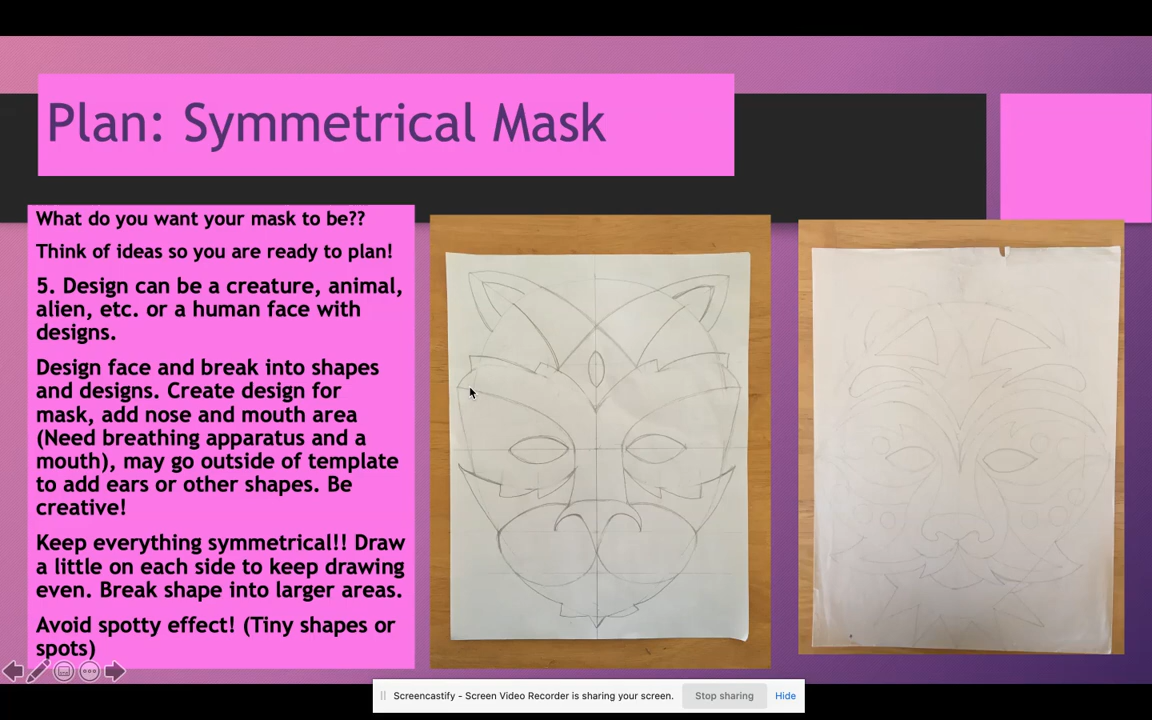 Plan: Symmetrical Mask
What do you want your mask to be??
Think of ideas so you are ready to plan!
5. Design can be a creature, animal,
alien, etc. or a human face with
designs.
Design face and break into shapes
and designs. Create design for
mask, add nose and mouth area
(Need breathing apparatus and a
mouth), may go outside of template
to add ears or other shapes. Be
creative!
Keep everything symmetrical!! Draw
a little on each side to keep drawing
even. Break shape into larger areas.
Avoid spotty effect! (Tiny shapes or
spots)
Screencastify - Screen Video Recorder is sharing your screen.
Stop sharing
Hide